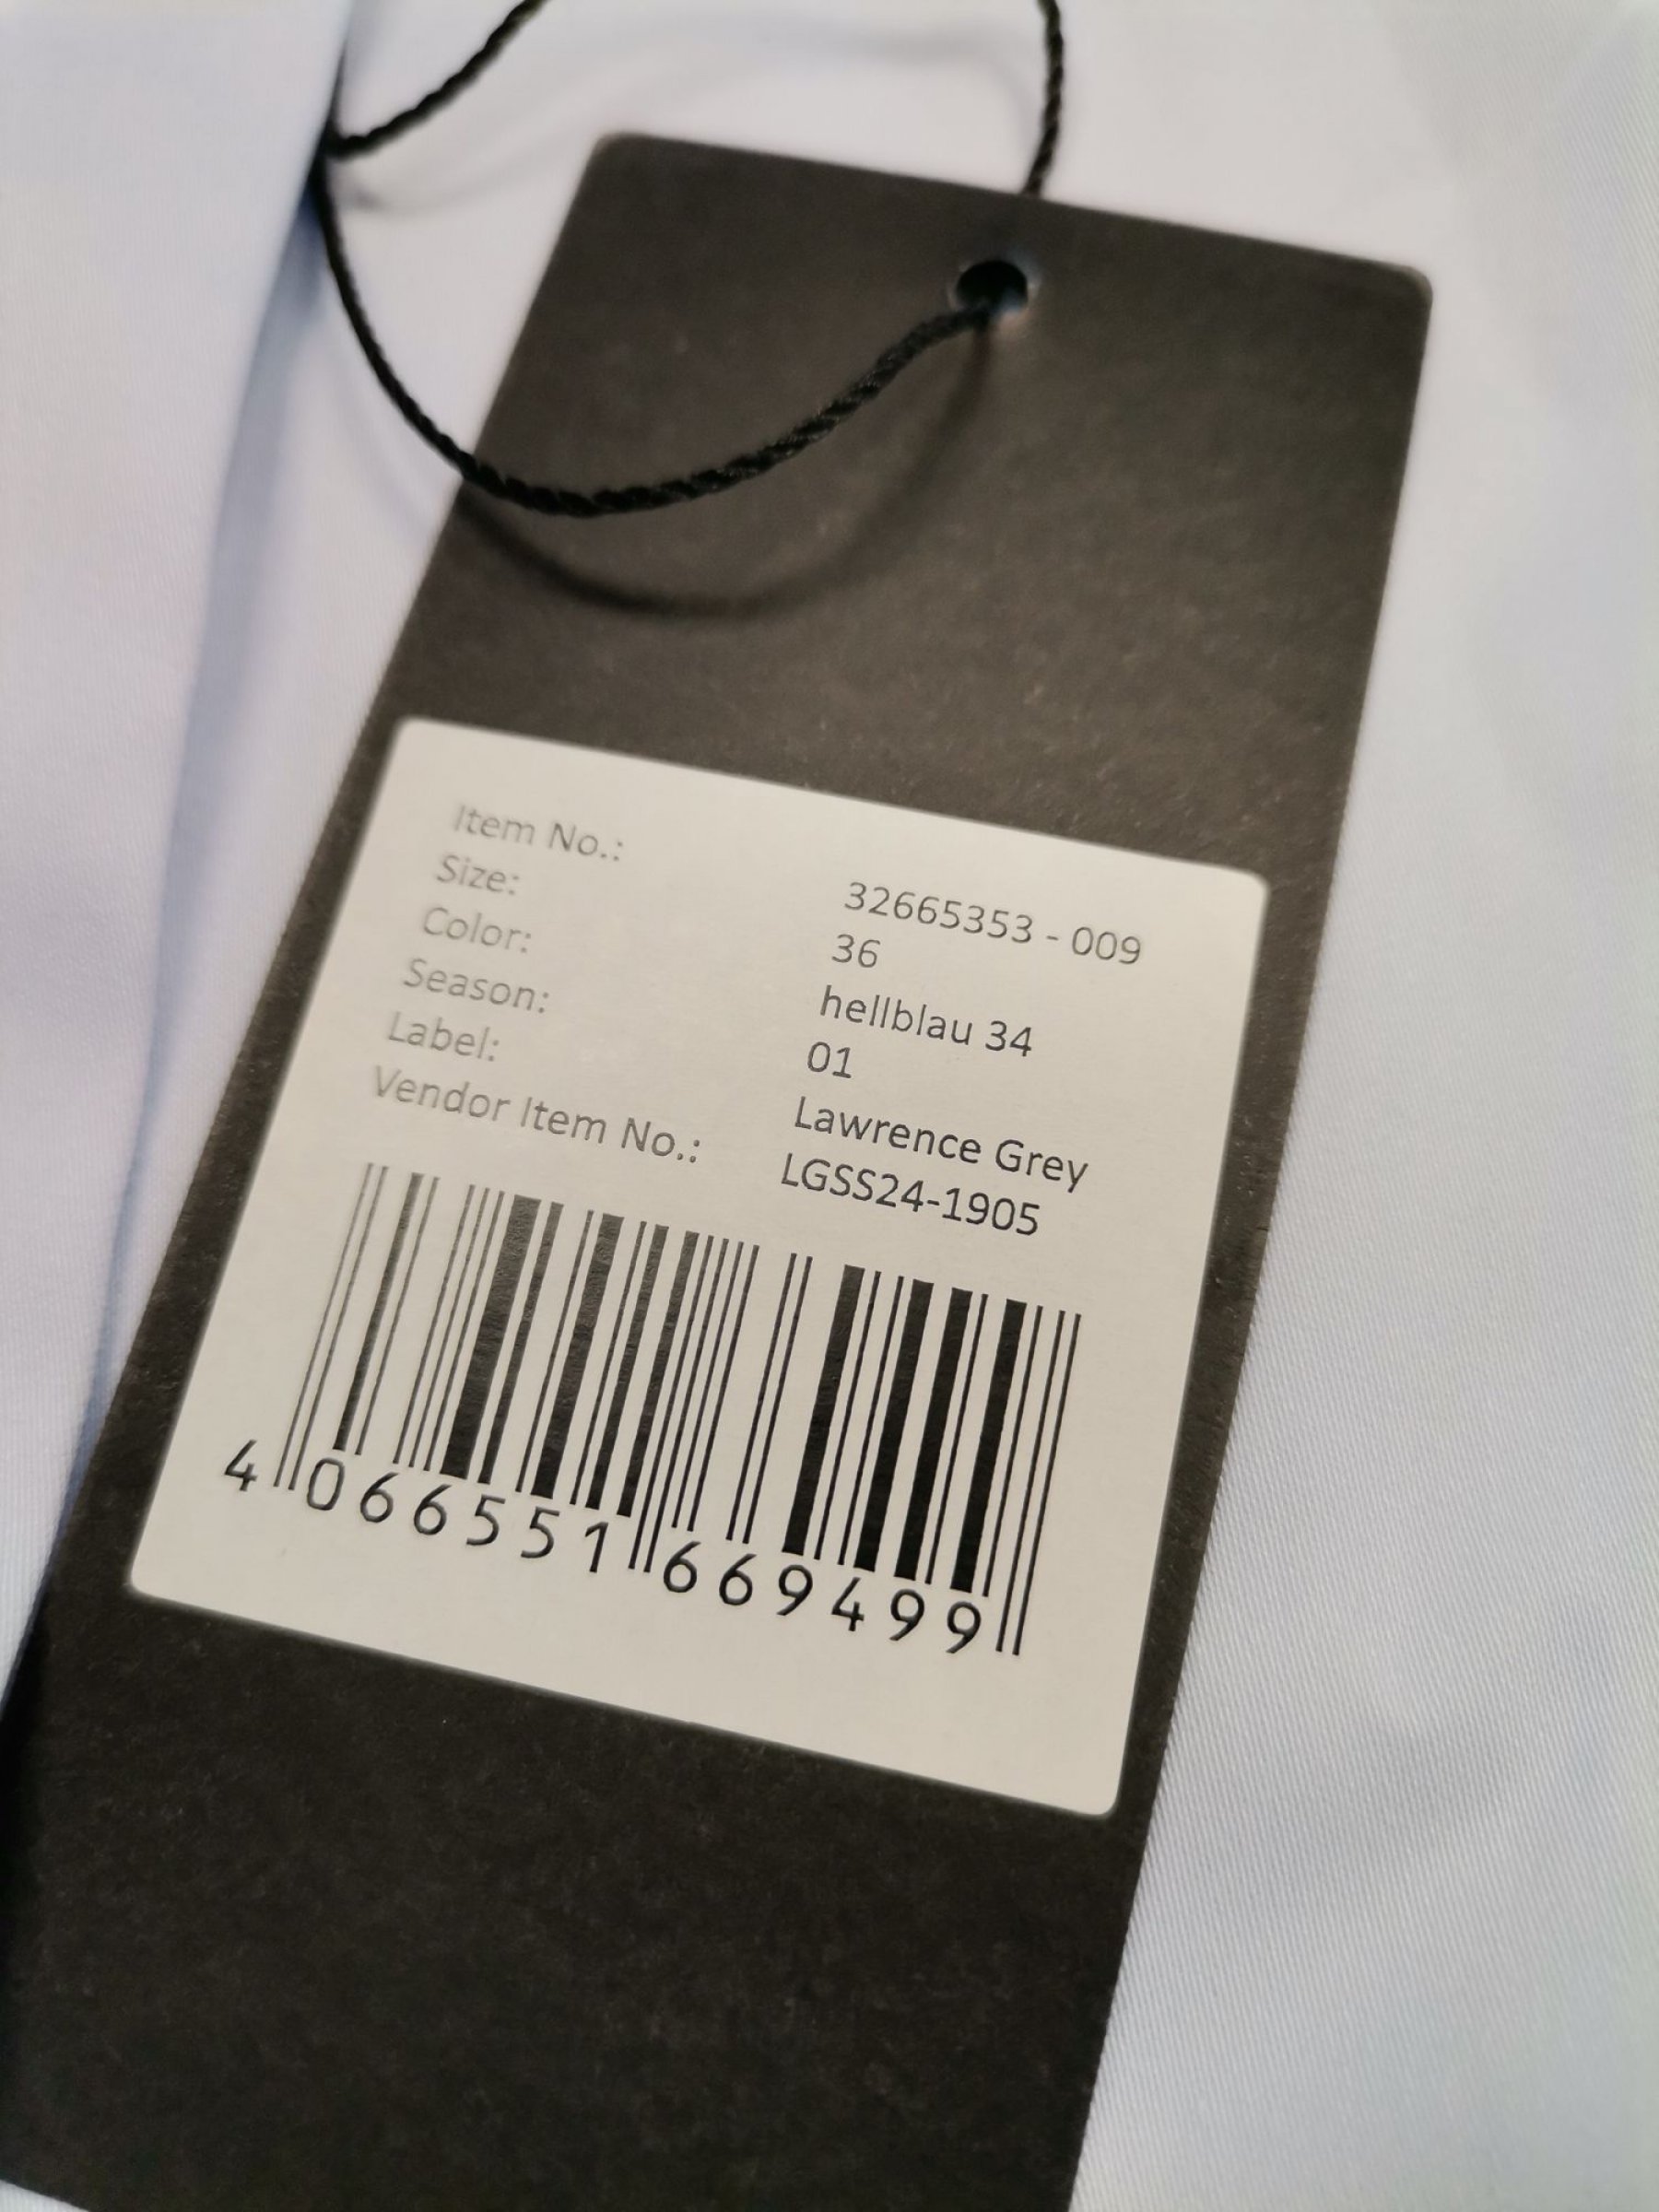 Item No.: 32665353 - 009
Size: 36
Color: hellblau 34
Season: 01
Label: Lawrence Grey
Vendor Item No.: LGSS24-1905
4 066551 669499